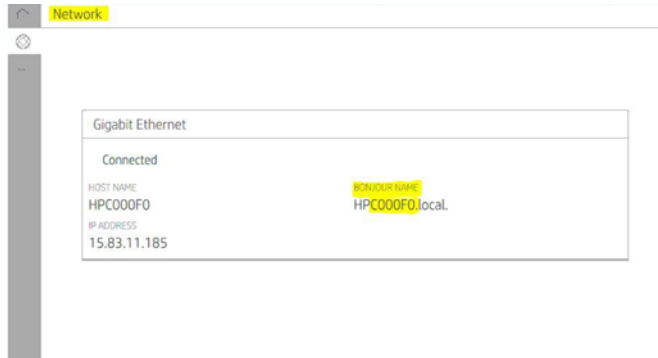 Network
Gigabit Ethernet
Connected
HOST NAME
HPC000F0
BONJOUR NAME
HPC000F0.local.
IP ADDRESS
15.83.11.185